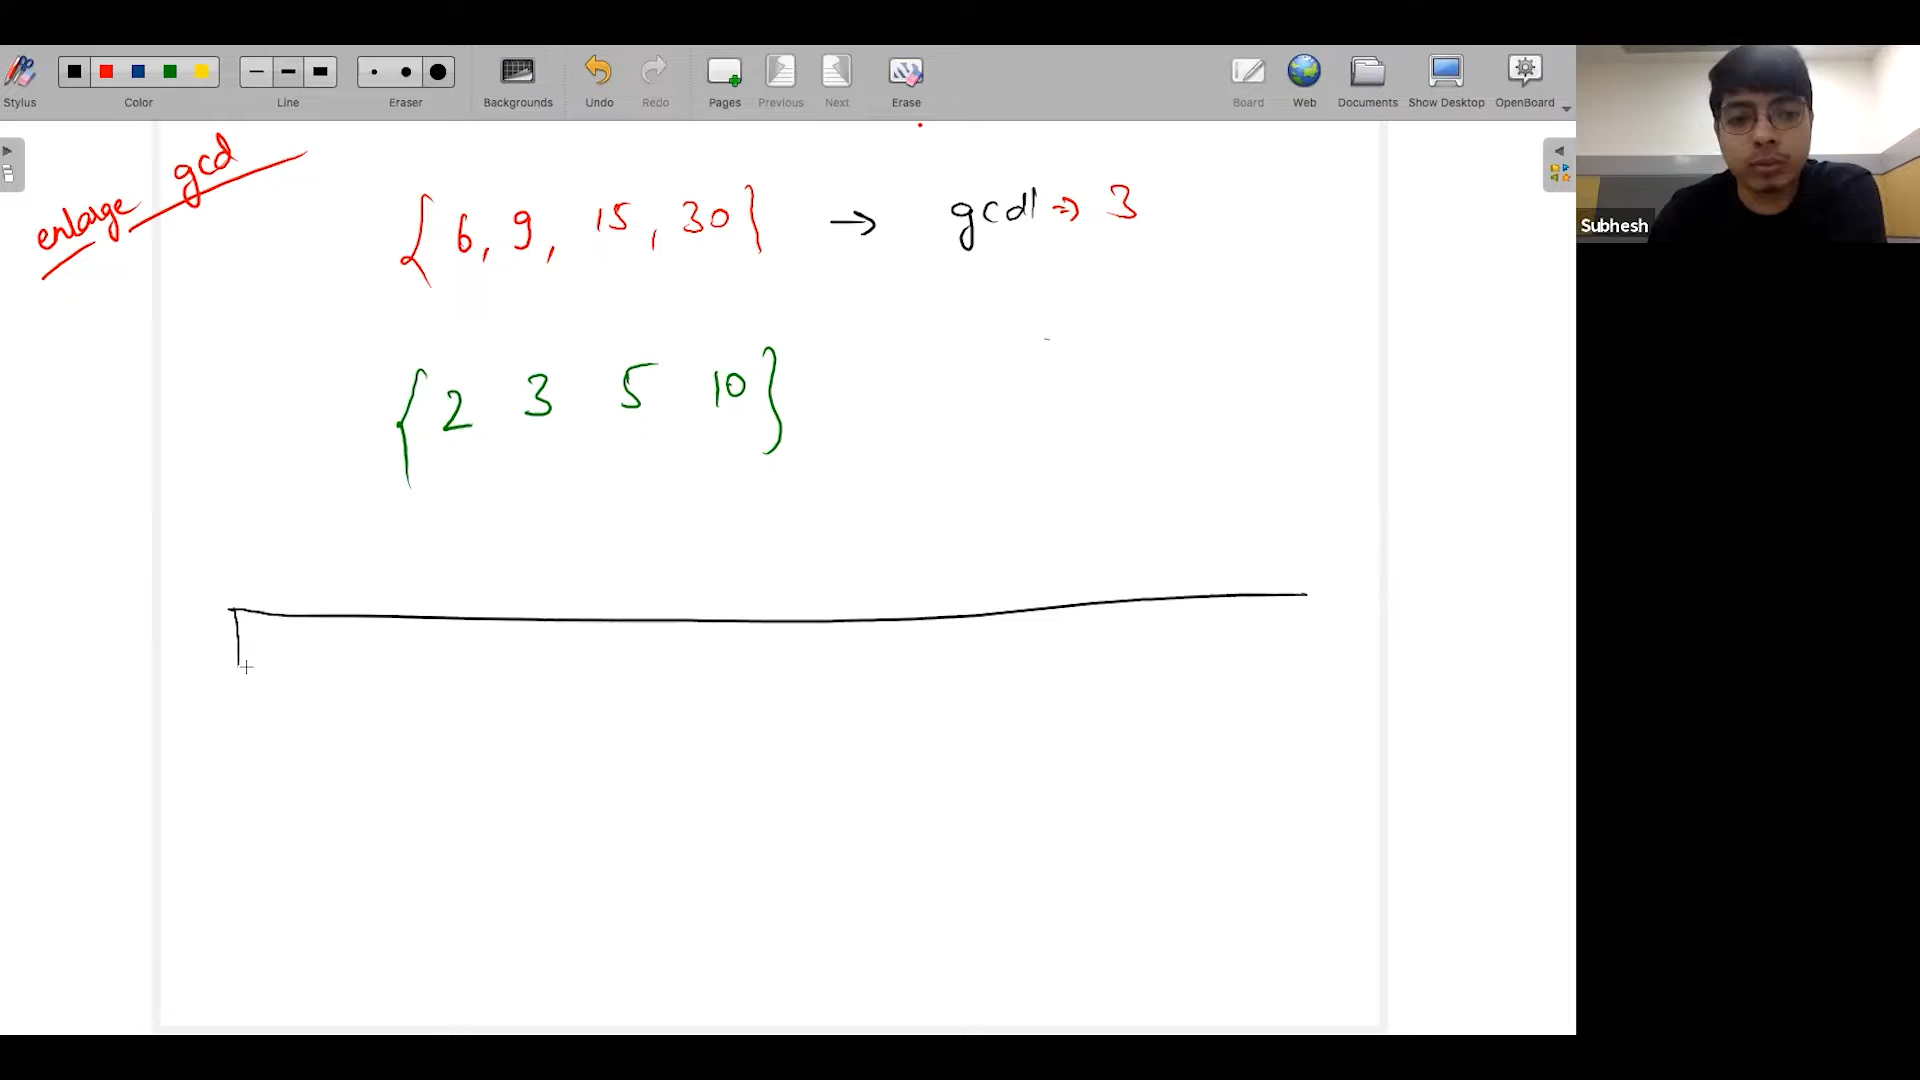 Stylus Color Line Eraser Backgrounds Undo Redo Pages Previous Next Erase Board Web Documents Show Desktop OpenBoard
Subhesh
enlarge gcd
{ 6, 9, 15, 30 } → gcd ⇒ 3
{ 2 3 5 10 }